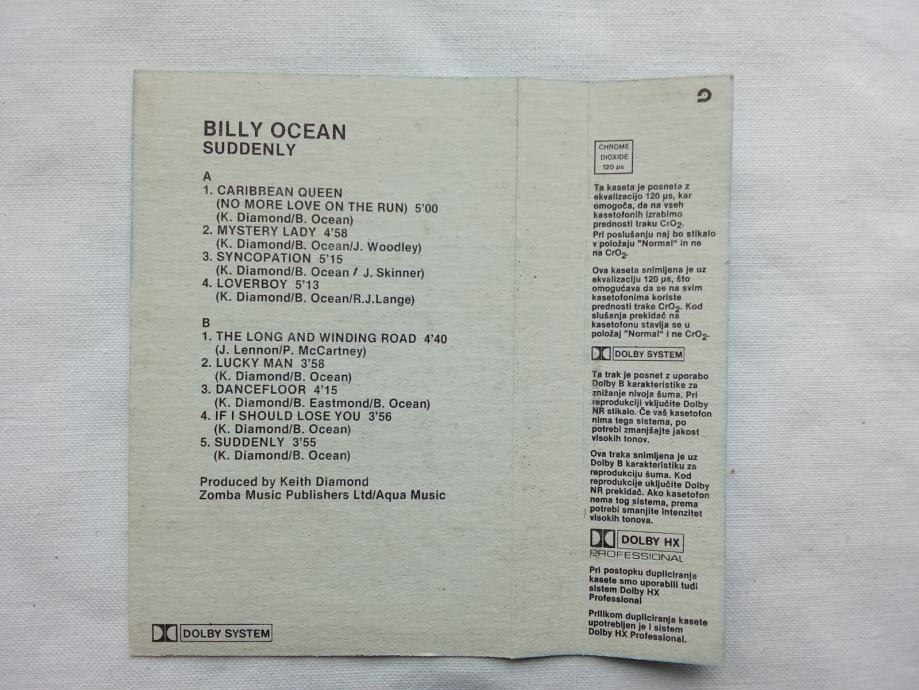 BILLY OCEAN
SUDDENLY
A
1. CARIBBEAN QUEEN
(NO MORE LOVE ON THE RUN) 5'00
(K. Diamond/B. Ocean)
2. MYSTERY LADY 4'58
(K. Diamond/B. Ocean/J. Woodley)
3. SYNCOPATION 5'15
(K. Diamond/B. Ocean / J. Skinner)
4. LOVERBOY 5'13
(K. Diamond/B. Ocean/R.J.Lange)
B
1. THE LONG AND WINDING ROAD 4'40
(J. Lennon/P. McCartney)
2. LUCKY MAN 3'58
(K. Diamond/B. Ocean)
3. DANCEFLOOR 4'15
(K. Diamond/B. Eastmond/B. Ocean)
4. IF I SHOULD LOSE YOU 3'56
(K. Diamond/B. Ocean)
5. SUDDENLY 3'55
(K. Diamond/B. Ocean)
Produced by Keith Diamond
Zomba Music Publishers Ltd/Aqua Music
DOLBY SYSTEM
CHROME
DIOXIDE
120 µs
Ta kaseta je posneta z
ekvalizacijo 120 µs, kar
omogoča, da na vseh
kasetofonih izrabimo
prednosti traku CrO2.
Pri poslušanju naj bo stikalo
v položaju "Normal" in ne
na CrO2.
Ova kaseta snimljena je uz
ekvalizaciju 120 µs, što
omogućava da se na svim
kasetofonima koriste
prednosti trake CrO2. Kod
slušanja prekidač na
kasetofonu stavlja se u
položaj "Normal" i ne CrO2.
DOLBY SYSTEM
Ta trak je posnet z uporabo
Dolby B karakteristike za
znižanje nivoja šuma. Pri
reprodukciji vključite Dolby
NR stikalo. Če vaš kasetofon
nima tega sistema, po
potrebi zmanjšajte jakost
visokih tonov.
Ova traka snimljena je uz
Dolby B karakteristiku za
reprodukciju šuma. Kod
reprodukcije uključite Dolby
NR prekidač. Ako kasetofon
nema tog sistema, prema
potrebi smanjite intenzitet
visokih tonova.
DOLBY HX
PROFESSIONAL
Pri postopku dupliciranja
kasete smo uporabili tudi
sistem Dolby HX
Professional
Prilikom dupliciranja kasete
upotrebljen je i sistem
Dolby HX Professional.